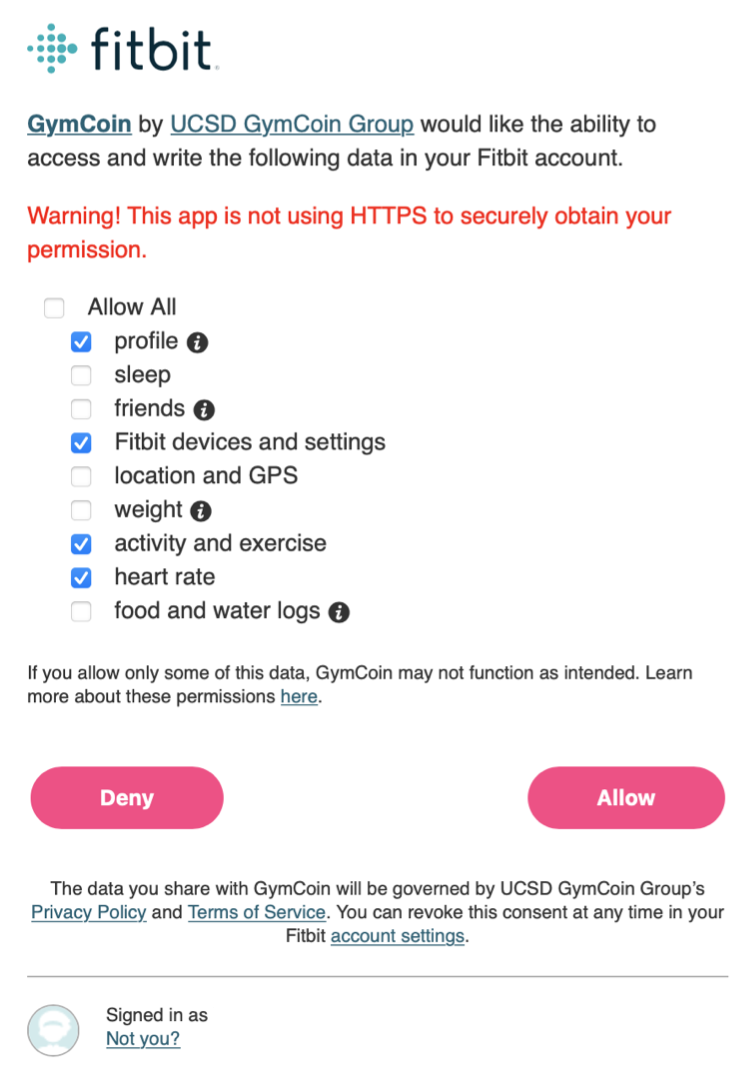 fitbit
GymCoin by UCSD GymCoin Group would like the ability to
access and write the following data in your Fitbit account.
Warning! This app is not using HTTPS to securely obtain your
permission.
Allow All
profile
sleep
friends
Fitbit devices and settings
location and GPS
weight
activity and exercise
heart rate
food and water logs
If you allow only some of this data, GymCoin may not function as intended. Learn
more about these permissions here.
Deny
Allow
The data you share with GymCoin will be governed by UCSD GymCoin Group's
Privacy Policy and Terms of Service. You can revoke this consent at any time in your
Fitbit account settings.
Signed in as
Not you?